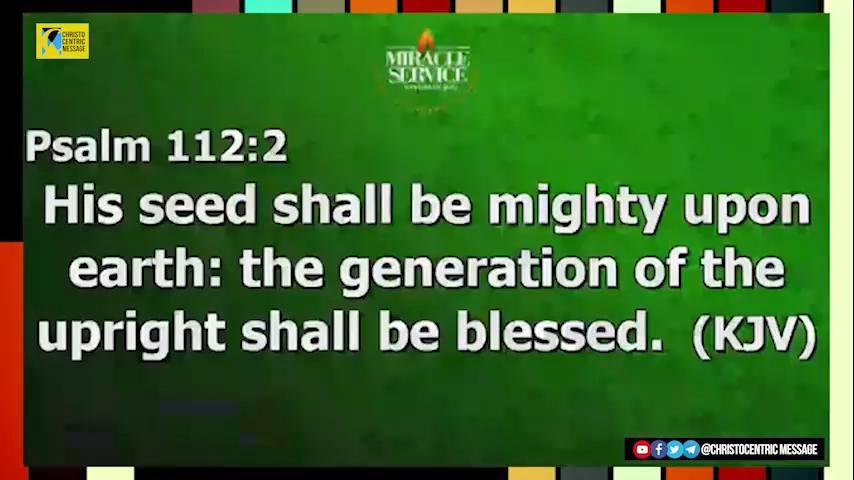 CHRISTO
CENTRIC
MESSAGE
MIRACLE
SERVICE
Psalm 112:2
His seed shall be mighty upon
earth: the generation of the
upright shall be blessed. (KJV)
@CHRISTOCENTRIC MESSAGE